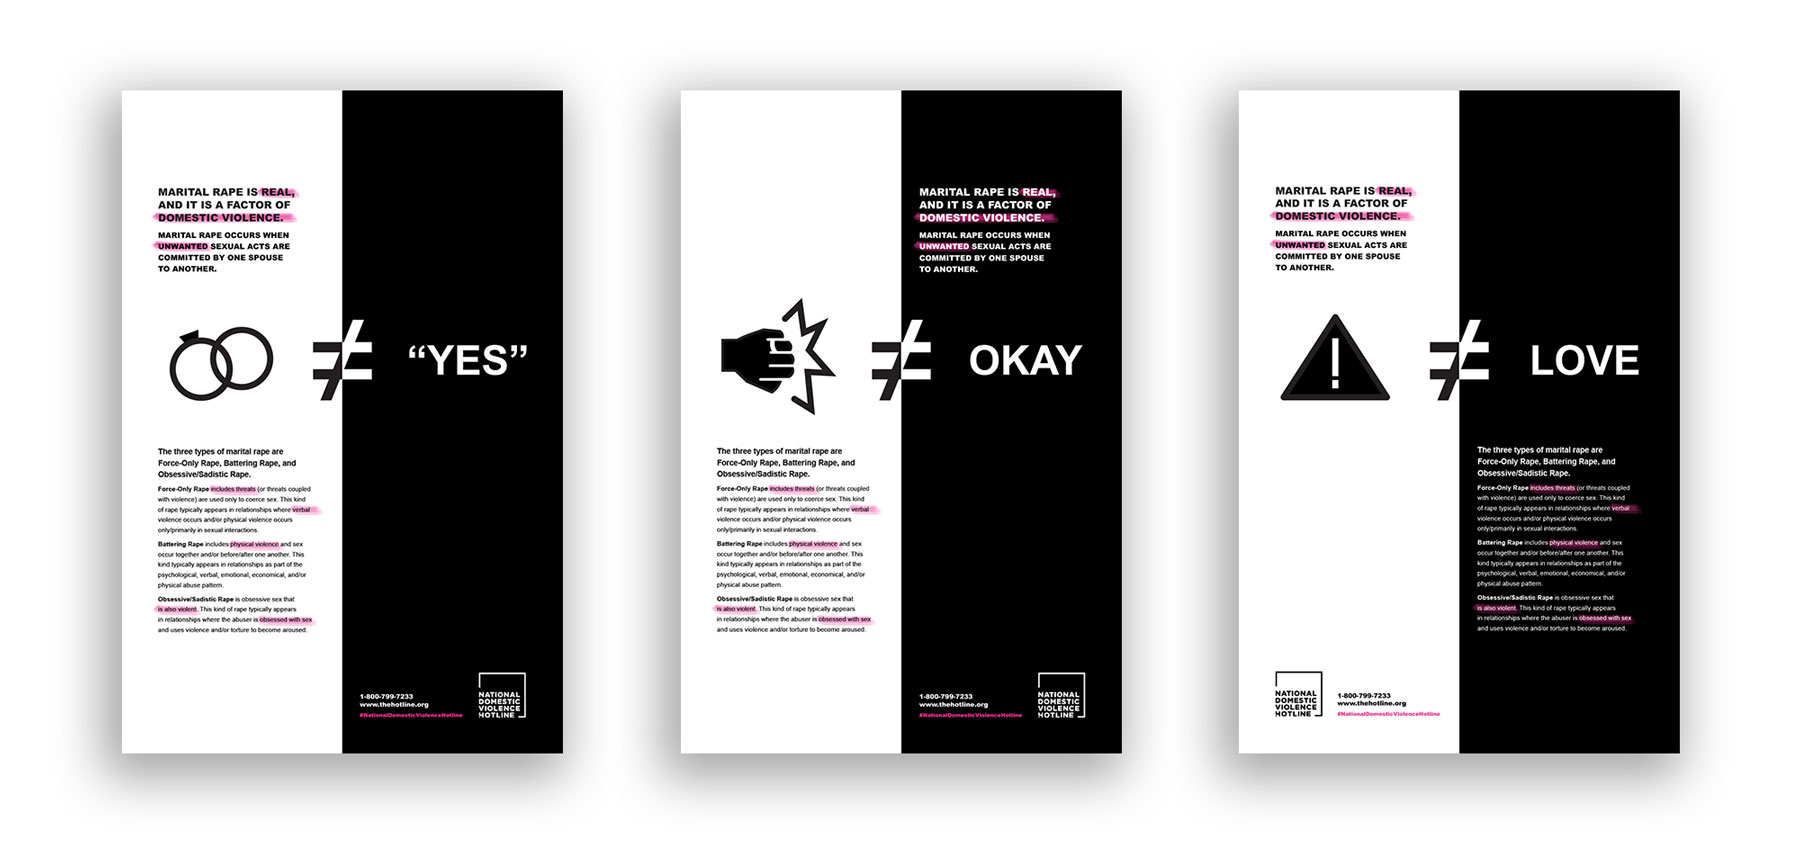 MARITAL RAPE IS REAL,
AND IT IS A FACTOR OF
DOMESTIC VIOLENCE.
MARITAL RAPE OCCURS WHEN
UNWANTED SEXUAL ACTS ARE
COMMITTED BY ONE SPOUSE
TO ANOTHER.
≠ “YES”
The three types of marital rape are
Force-Only Rape, Battering Rape, and
Obsessive/Sadistic Rape.
Force-Only Rape includes threats (or threats coupled
with violence) are used only to coerce sex. This kind
of rape typically appears in relationships where verbal
violence occurs and/or physical violence occurs
only/primarily in sexual interactions.
Battering Rape includes physical violence and sex
occur together and/or before/after one another. This
kind typically appears in relationships as part of the
psychological, verbal, emotional, economical, and/or
physical abuse pattern.
Obsessive/Sadistic Rape is obsessive sex that
is also violent. This kind of rape typically appears
in relationships where the abuser is obsessed with sex
and uses violence and/or torture to become aroused.
1-800-799-7233
www.thehotline.org
#NationalDomesticViolenceHotline
NATIONAL
DOMESTIC
VIOLENCE
HOTLINE
MARITAL RAPE IS REAL,
AND IT IS A FACTOR OF
DOMESTIC VIOLENCE.
MARITAL RAPE OCCURS WHEN
UNWANTED SEXUAL ACTS ARE
COMMITTED BY ONE SPOUSE
TO ANOTHER.
≠ OKAY
The three types of marital rape are
Force-Only Rape, Battering Rape, and
Obsessive/Sadistic Rape.
Force-Only Rape includes threats (or threats coupled
with violence) are used only to coerce sex. This kind
of rape typically appears in relationships where verbal
violence occurs and/or physical violence occurs
only/primarily in sexual interactions.
Battering Rape includes physical violence and sex
occur together and/or before/after one another. This
kind typically appears in relationships as part of the
psychological, verbal, emotional, economical, and/or
physical abuse pattern.
Obsessive/Sadistic Rape is obsessive sex that
is also violent. This kind of rape typically appears
in relationships where the abuser is obsessed with sex
and uses violence and/or torture to become aroused.
1-800-799-7233
www.thehotline.org
#NationalDomesticViolenceHotline
NATIONAL
DOMESTIC
VIOLENCE
HOTLINE
MARITAL RAPE IS REAL,
AND IT IS A FACTOR OF
DOMESTIC VIOLENCE.
MARITAL RAPE OCCURS WHEN
UNWANTED SEXUAL ACTS ARE
COMMITTED BY ONE SPOUSE
TO ANOTHER.
! ≠ LOVE
The three types of marital rape are
Force-Only Rape, Battering Rape, and
Obsessive/Sadistic Rape.
Force-Only Rape includes threats (or threats coupled
with violence) are used only to coerce sex. This kind
of rape typically appears in relationships where verbal
violence occurs and/or physical violence occurs
only/primarily in sexual interactions.
Battering Rape includes physical violence and sex
occur together and/or before/after one another. This
kind typically appears in relationships as part of the
psychological, verbal, emotional, economical, and/or
physical abuse pattern.
Obsessive/Sadistic Rape is obsessive sex that
is also violent. This kind of rape typically appears
in relationships where the abuser is obsessed with sex
and uses violence and/or torture to become aroused.
NATIONAL
DOMESTIC
VIOLENCE
HOTLINE
1-800-799-7233
www.thehotline.org
#NationalDomesticViolenceHotline